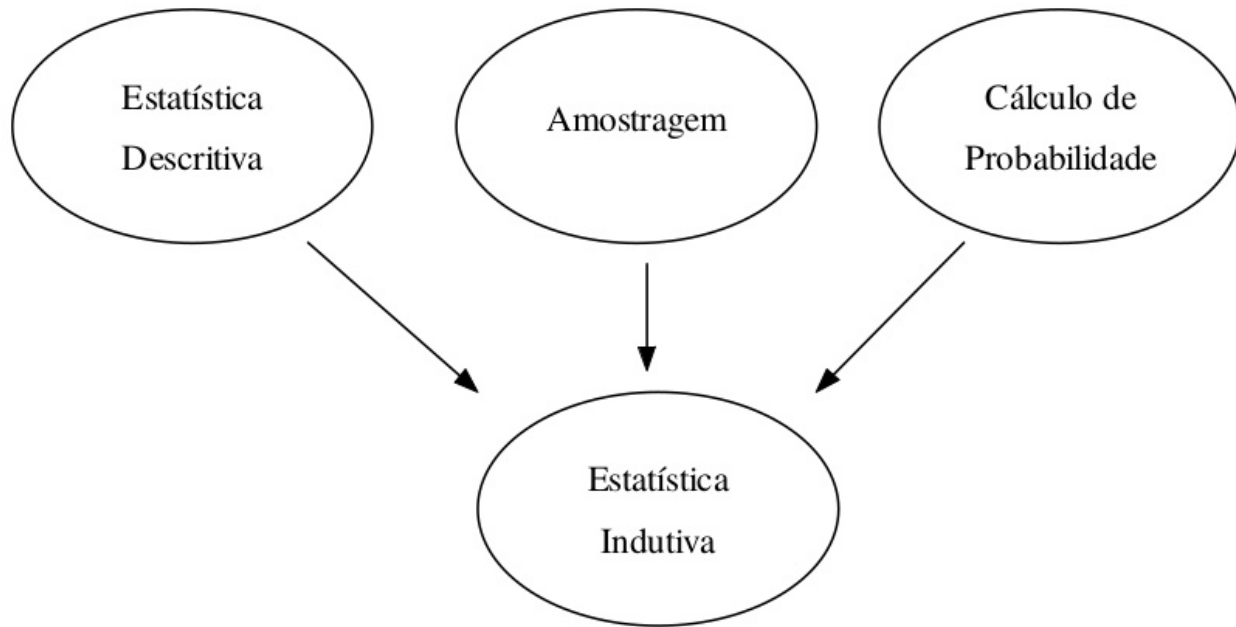 Estatística
Descritiva
Amostragem
Cálculo de
Probabilidade
Estatística
Indutiva